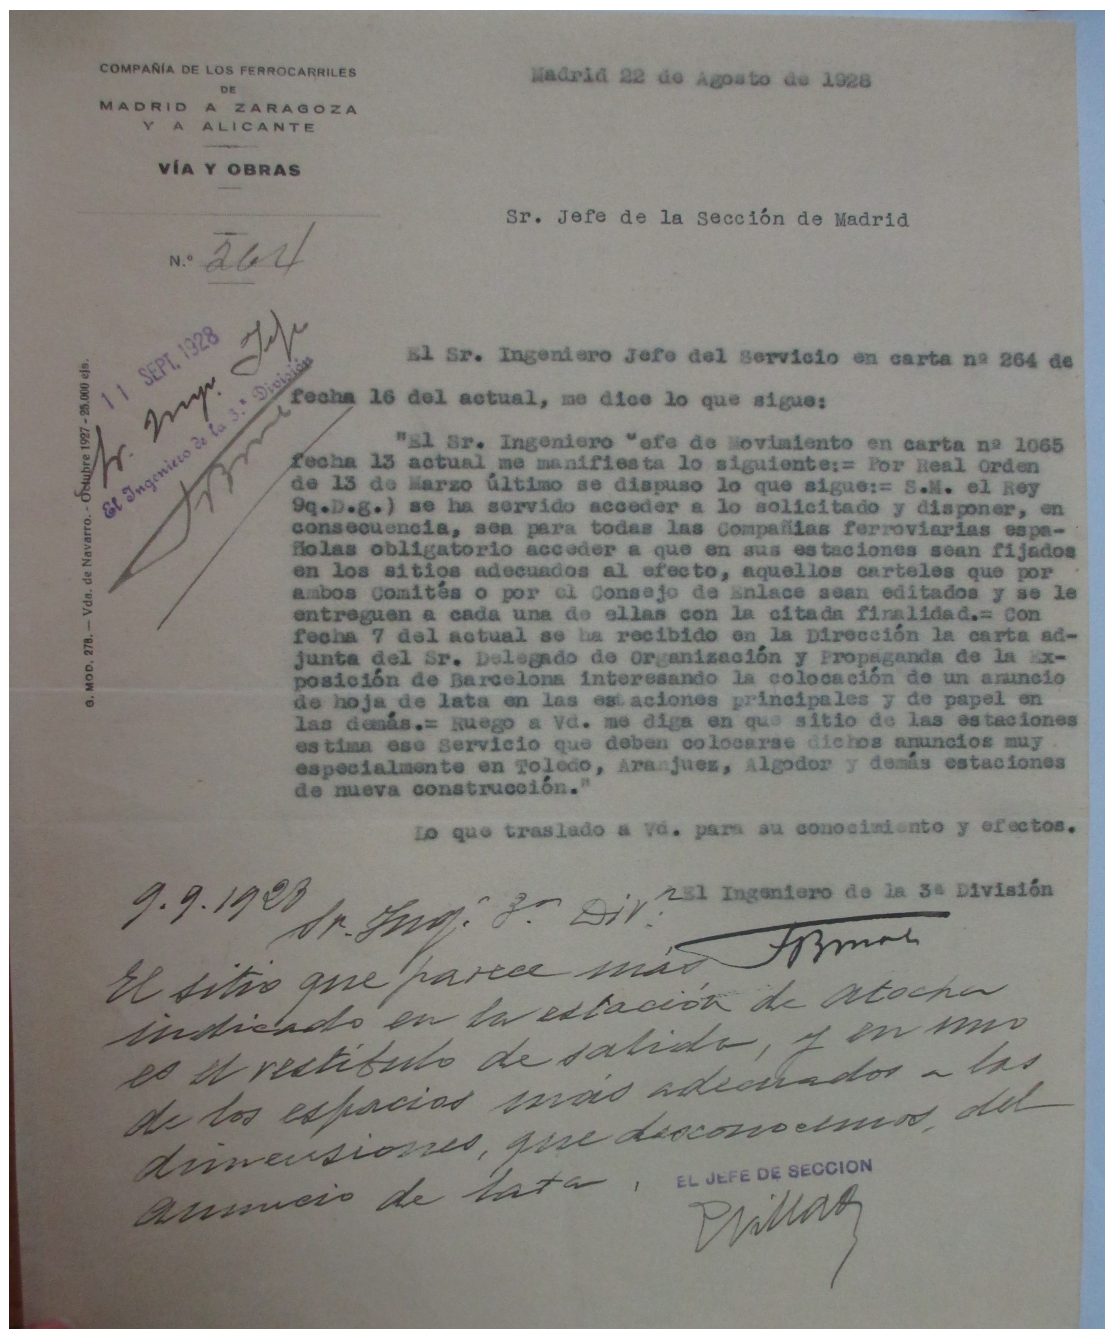 COMPAÑÍA DE LOS FERROCARRILES
DE
MADRID A ZARAGOZA
Y A ALICANTE
VÍA Y OBRAS
N.º 264
Madrid 22 de Agosto de 1928
Sr. Jefe de la Sección de Madrid
11 SEPT. 1928
Sr. Ingr. Jefe
El Ingeniero de la 3.ª División
G. MOD. 278. — Vda. de Navarro. - Octubre 1927 - 25.000 ejs.
El Sr. Ingeniero Jefe del Servicio en carta nº 264 de
fecha 16 del actual, me dice lo que sigue:
"El Sr. Ingeniero "efe de Movimiento en carta nº 1065
fecha 13 actual me manifiesta lo siguiente:= Por Real Orden
de 13 de Marzo último se dispuso lo que sigue:= S.M. el Rey
9q.D.g.) se ha servido acceder a lo solicitado y disponer, en
consecuencia, sea para todas las Compañias ferroviarias espa-
ñolas obligatorio acceder a que en sus estaciones sean fijados
en los sitios adecuados al efecto, aquellos carteles que por
ambos Comités o por el Consejo de Enlace sean editados y se le
entreguen a cada una de ellas con la citada finalidad.= Con
fecha 7 del actual se ha recibido en la Dirección la carta ad-
junta del Sr. Delegado de Organización y Propaganda de la Ex-
posición de Barcelona interesando la colocación de un anuncio
de hoja de lata en las estaciones principales y de papel en
las demás.= Ruego a Vd. me diga en que sitio de las estaciones
estima ese Servicio que deben colocarse dichos anuncios muy
especialmente en Toledo, Aranjuez, Algodor y demás estaciones
de nueva construcción."
Lo que traslado a Vd. para su conocimiento y efectos.
El Ingeniero de la 3ª División
9.9.1928
Sr. Ing.º 3ª Div.n
El sitio que parece más
indicado en la estación de Atocha
es el vestíbulo de salida, y en uno
de los espacios más adecuados a las
dimensiones, que desconocemos, del
anuncio de lata.
EL JEFE DE SECCION